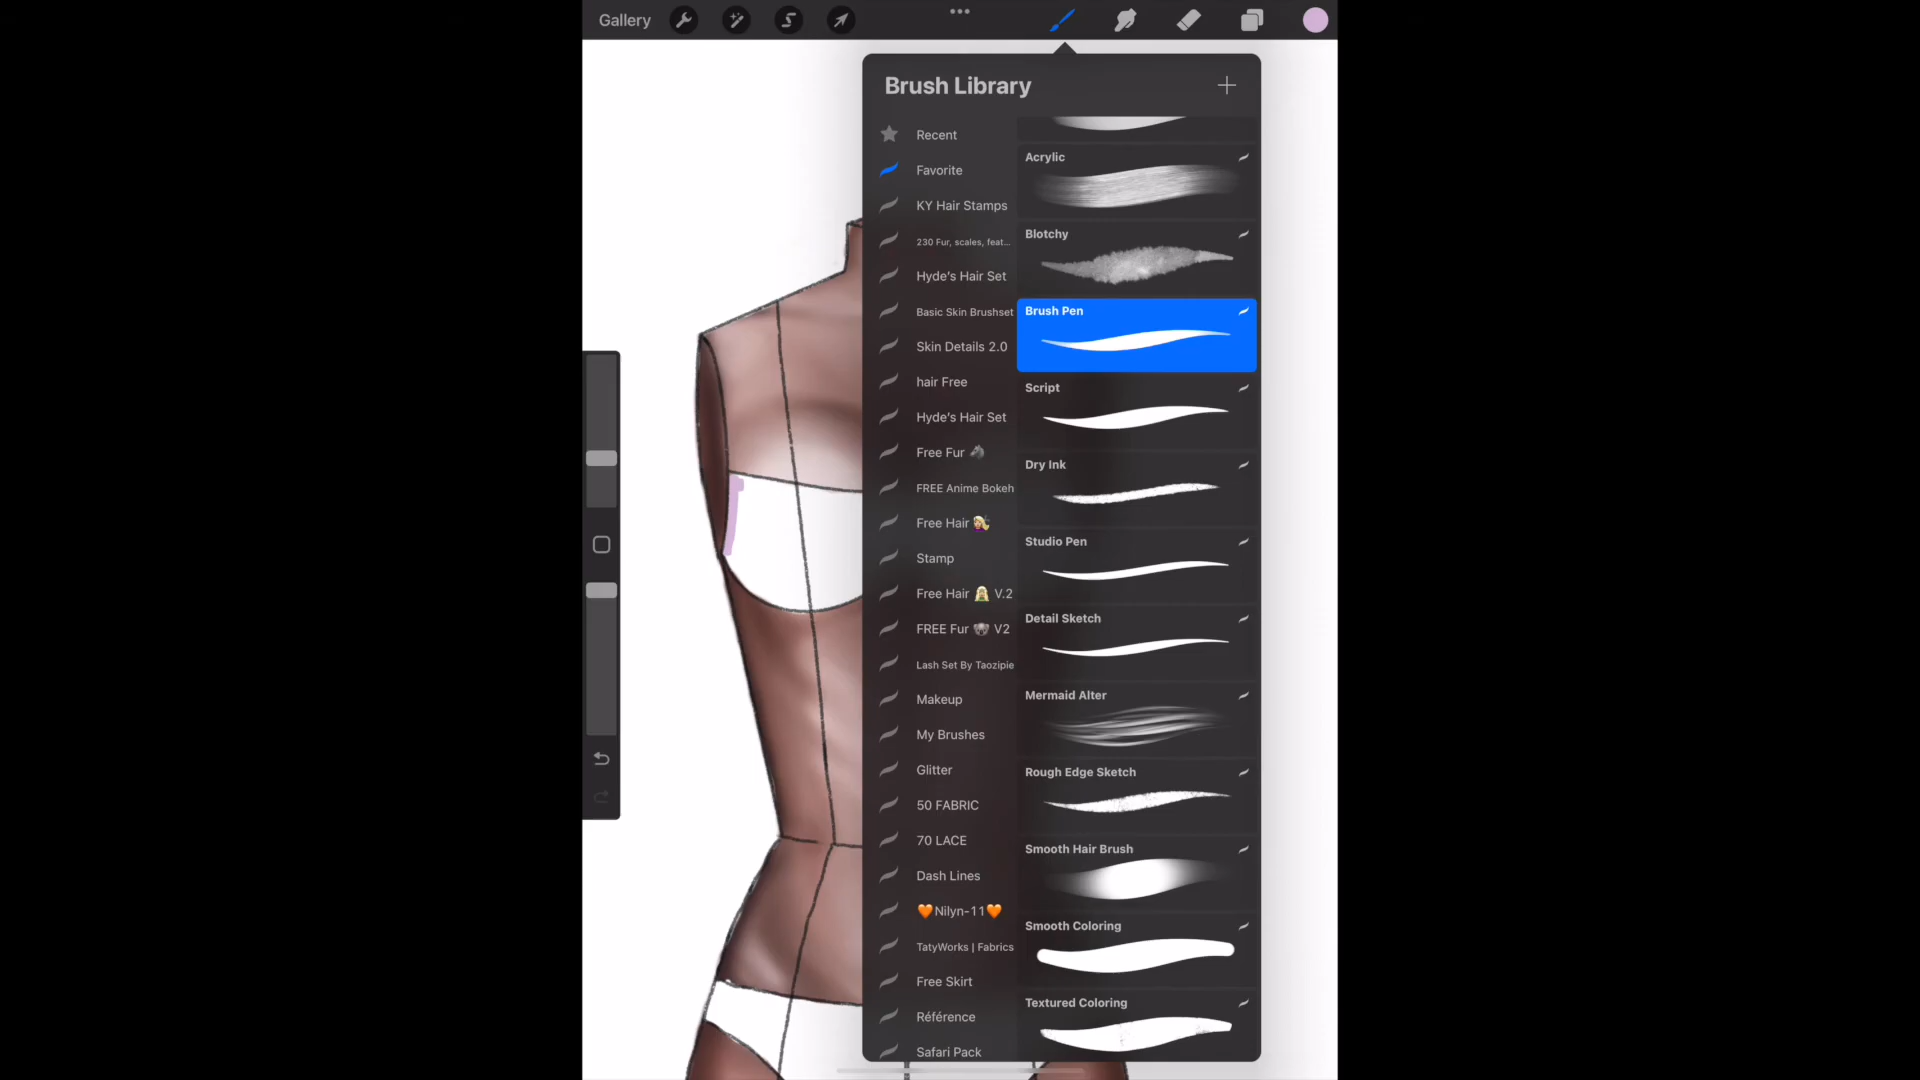 Gallery
Brush Library
Recent
Favorite
KY Hair Stamps
230 Fur, scales, feat...
Hyde's Hair Set
Basic Skin Brushset
Skin Details 2.0
hair Free
Hyde's Hair Set
Free Fur 🐴
FREE Anime Bokeh
Free Hair 💇🏼‍♀️
Stamp
Free Hair 👸🏼 V.2
FREE Fur 🐨 V2
Lash Set By Taozipie
Makeup
My Brushes
Glitter
50 FABRIC
70 LACE
Dash Lines
🧡Nilyn-11🧡
TatyWorks | Fabrics
Free Skirt
Référence
Safari Pack
Acrylic
Blotchy
Brush Pen
Script
Dry Ink
Studio Pen
Detail Sketch
Mermaid Alter
Rough Edge Sketch
Smooth Hair Brush
Smooth Coloring
Textured Coloring